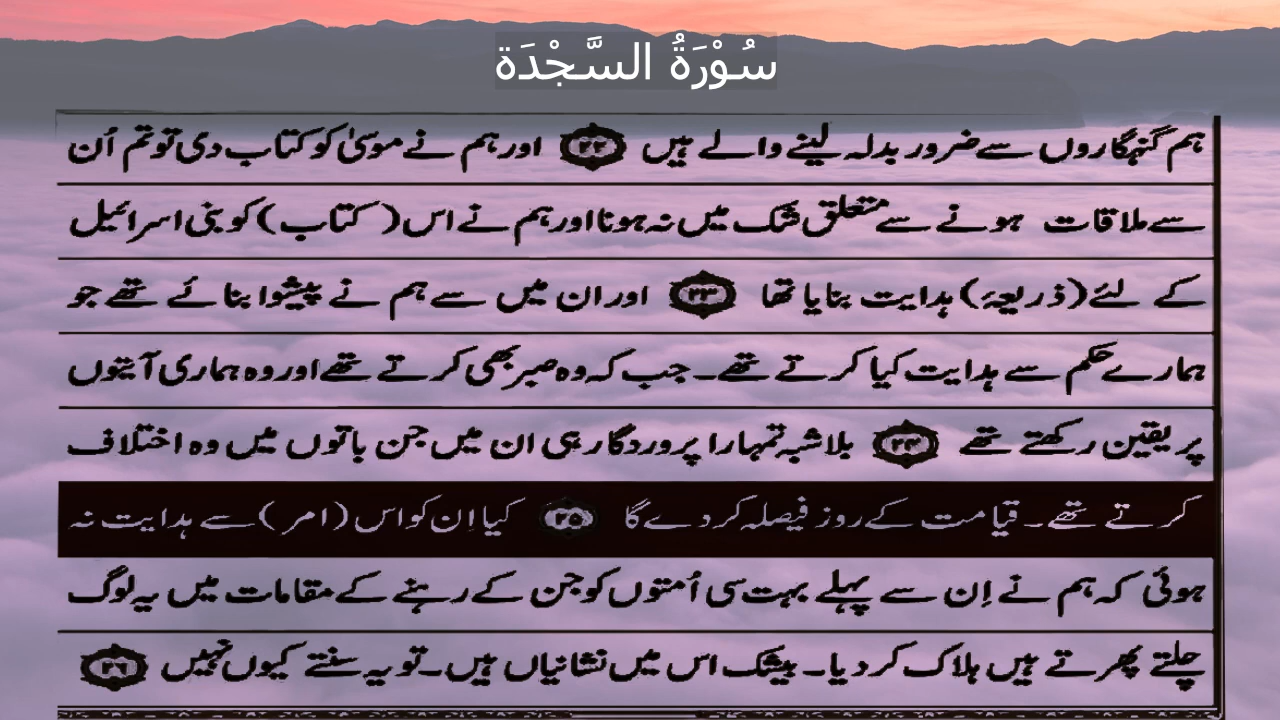 سُوْرَةُ السَّجْدَة
ہم گنہگاروں سے ضرور بدلہ لینے والے ہیں ۲۲ اور ہم نے موسیٰ کو کتاب دی تو تم اُن
سے ملاقات ہونے سے متعلق شک میں نہ ہونا اور ہم نے اس ( کتاب ) کو بنی اسرائیل
کے لئے (ذریعۂ) ہدایت بنایا تھا ۲۳ اور ان میں سے ہم نے پیشوا بنائے تھے جو
ہمارے حکم سے ہدایت کیا کرتے تھے۔ جب کہ وہ صبر بھی کرتے تھے اور وہ ہماری آیتوں
پر یقین رکھتے تھے ۲۴ بلاشبہ تمہارا پروردگار ہی ان میں جن باتوں میں وہ اختلاف
کرتے تھے۔ قیامت کے روز فیصلہ کر دے گا ۲۵ کیا اِن کو اس (امر) سے ہدایت نہ
ہوئی کہ ہم نے اِن سے پہلے بہت سی اُمتوں کو جن کے رہنے کے مقامات میں یہ لوگ
چلتے پھرتے ہیں ہلاک کر دیا۔ بیشک اس میں نشانیاں ہیں۔ تو یہ سنتے کیوں نہیں ۲۶